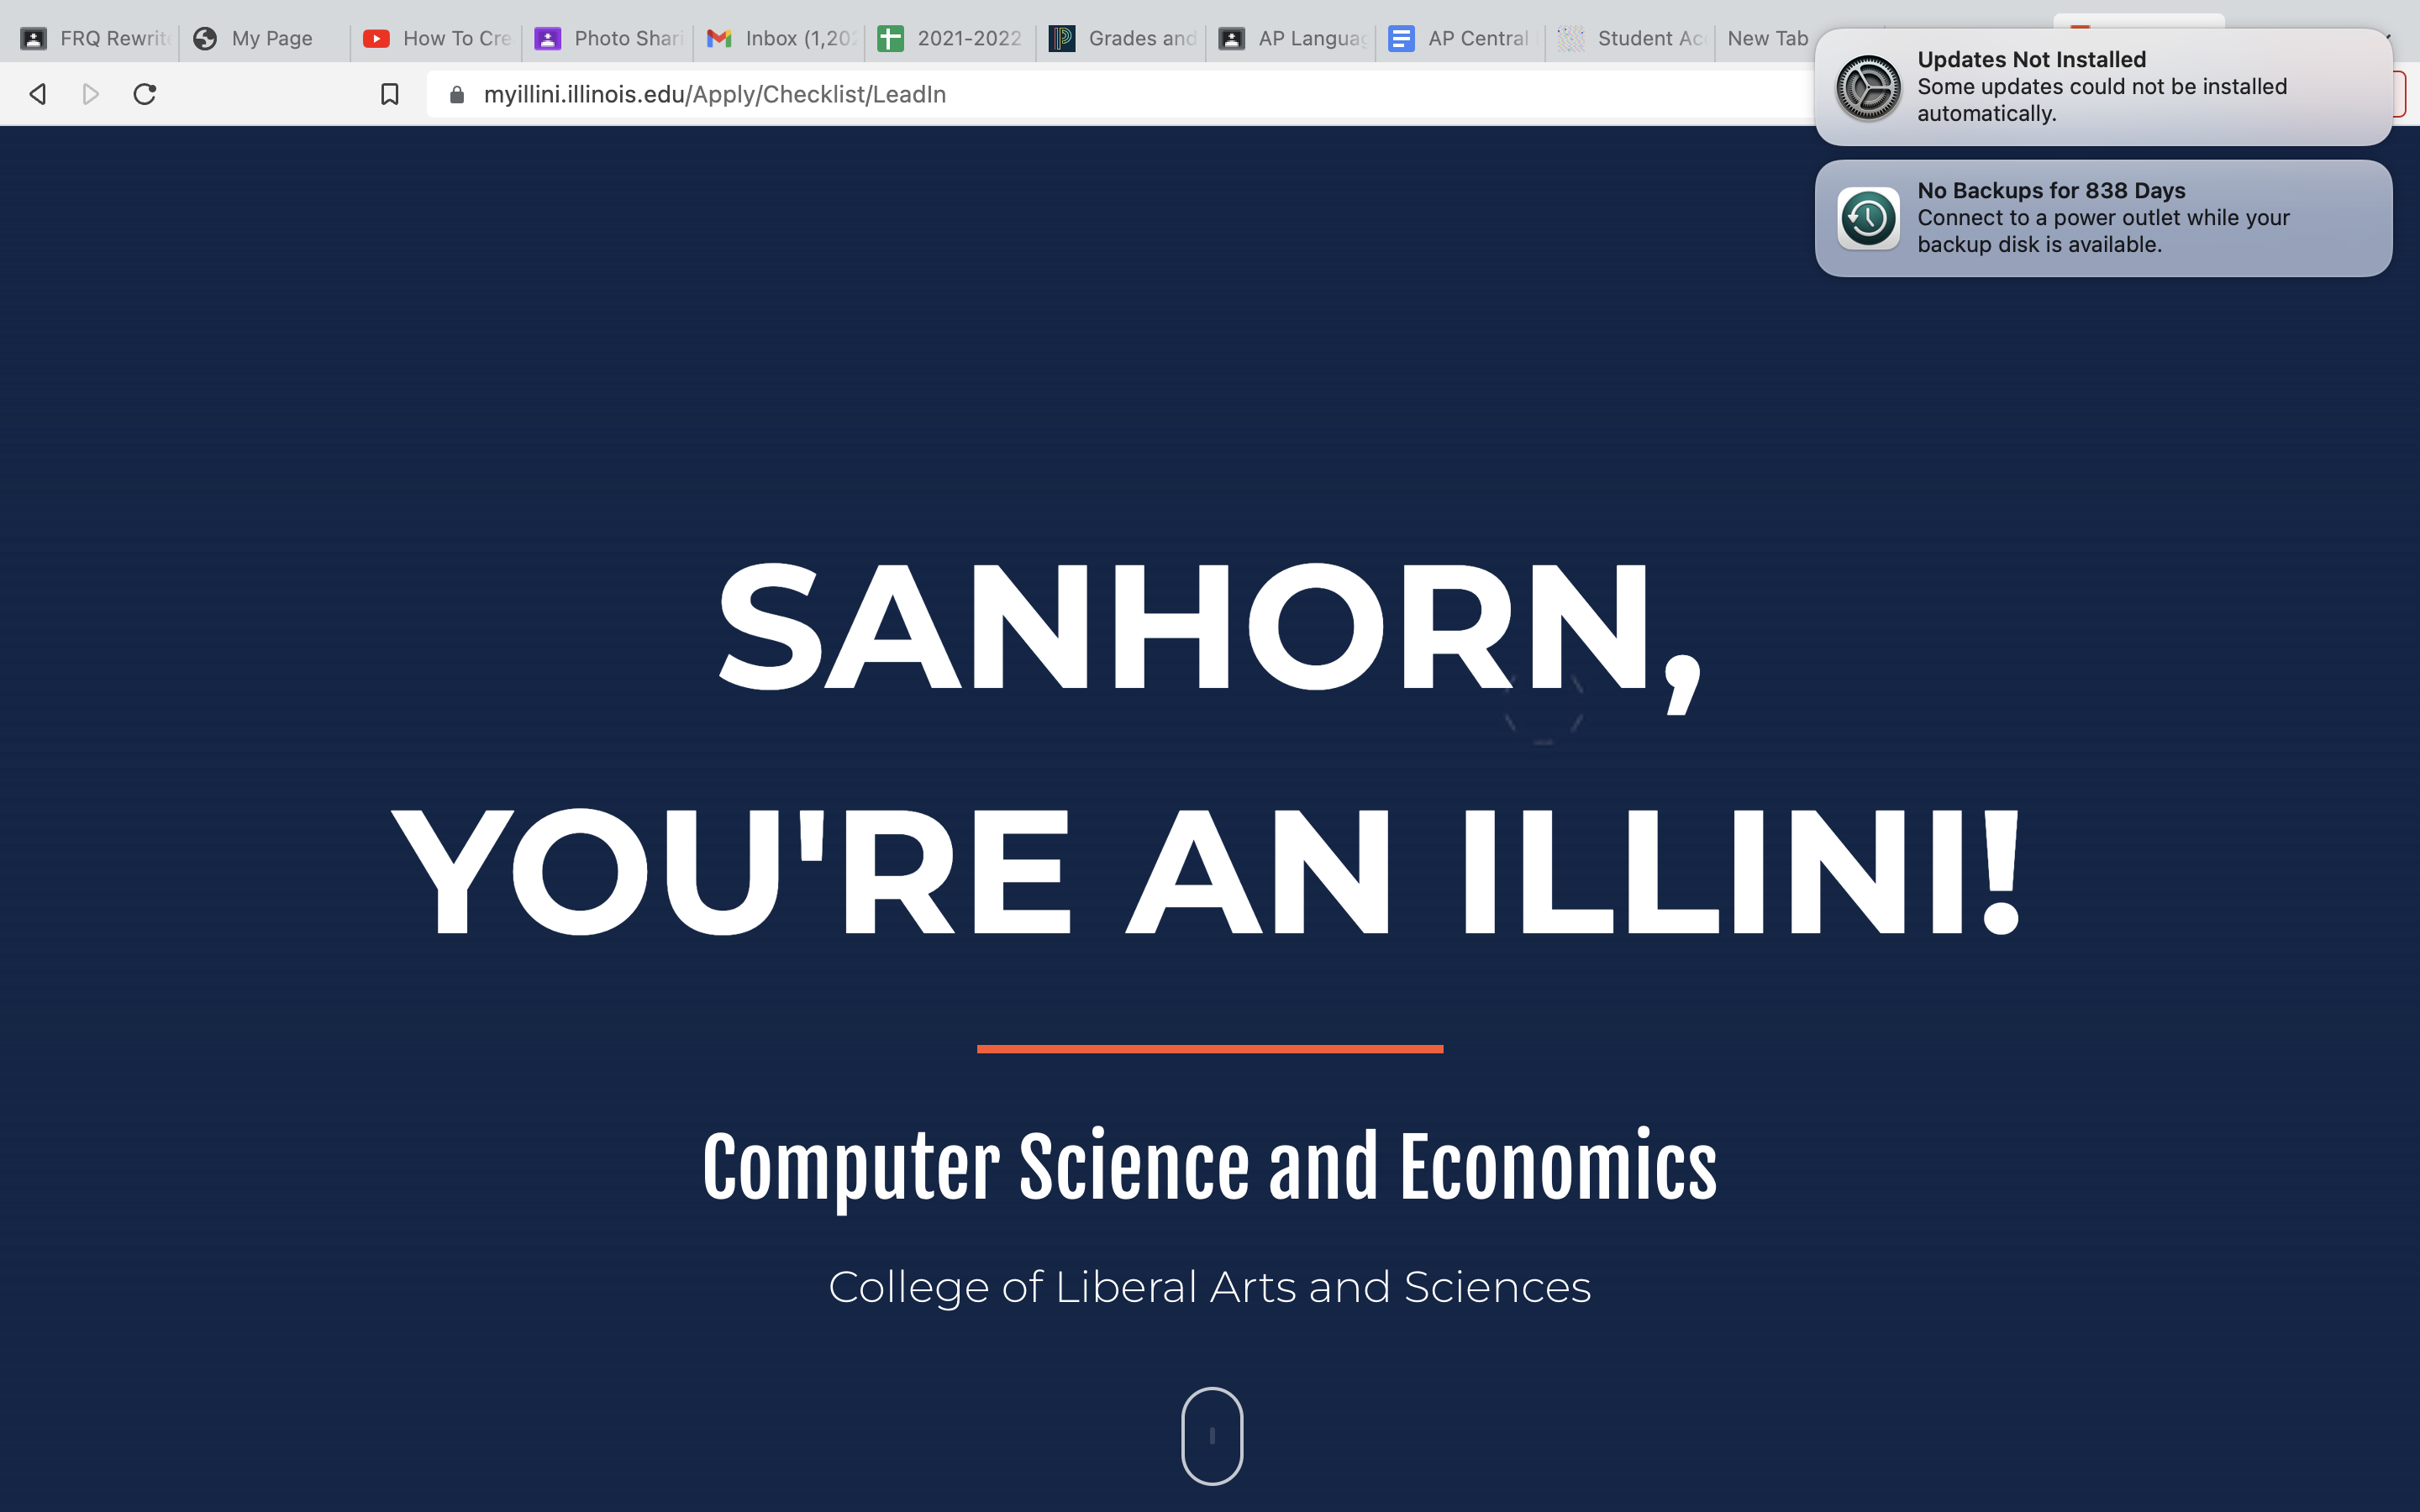 FRQ Rewrit
My Page
How To Cre
Photo Shari
Inbox (1,20
2021-2022
Grades and
AP Languag
AP Central
Student Ac
New Tab
myillini.illinois.edu/Apply/Checklist/LeadIn
Updates Not Installed
Some updates could not be installed
automatically.
No Backups for 838 Days
Connect to a power outlet while your
backup disk is available.
SANHORN,
YOU'RE AN ILLINI!
Computer Science and Economics
College of Liberal Arts and Sciences